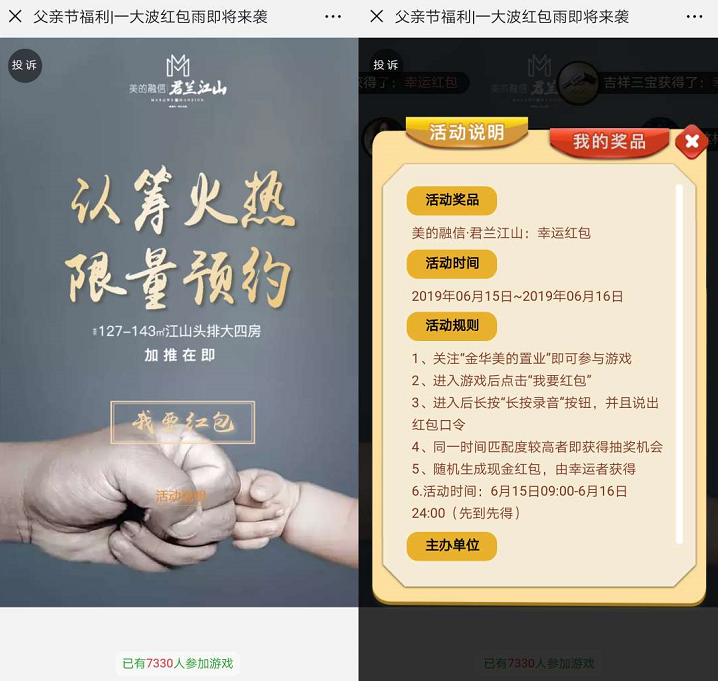 父亲节福利|一大波红包雨即将来袭
投诉
美的融信 君兰江山
认筹火热
限量预约
127-143㎡江山头排大四房
加推在即
我要红包
活动说明
已有7330人参加游戏
父亲节福利|一大波红包雨即将来袭
投诉
获得了：幸运红包
吉祥三宝获得了：
活动说明
我的奖品
活动奖品
美的融信·君兰江山：幸运红包
活动时间
2019年06月15日~2019年06月16日
活动规则
1、关注“金华美的置业”即可参与游戏
2、进入游戏后点击“我要红包”
3、进入后长按“长按录音”按钮，并且说出
红包口令
4、同一时间匹配度较高者即获得抽奖机会
5、随机生成现金红包，由幸运者获得
6.活动时间：6月15日09:00-6月16日
24:00（先到先得）
主办单位
已有7330人参加游戏